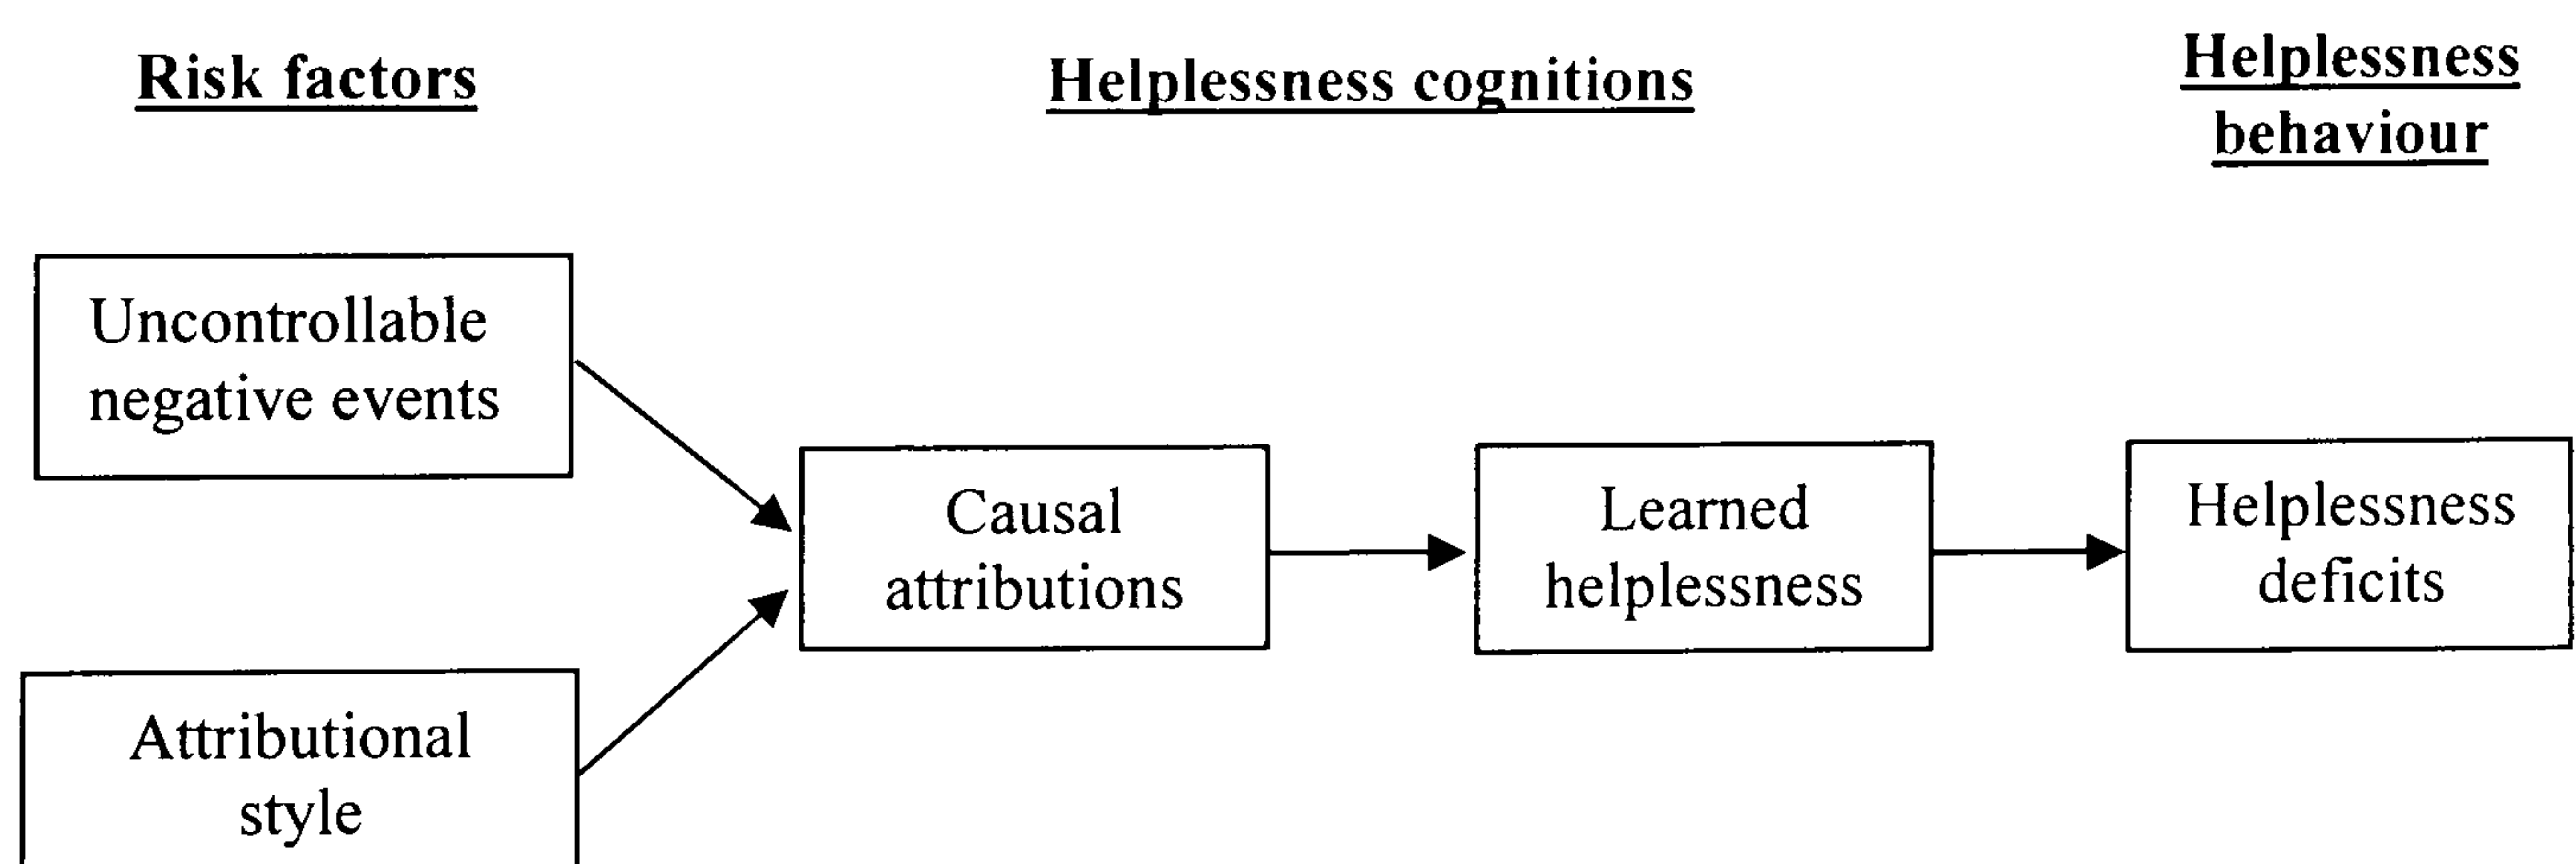 Risk factors
Helplessness cognitions
Helplessness
behaviour
Uncontrollable
negative events
Causal
attributions
Learned
helplessness
Helplessness
deficits
Attributional
style